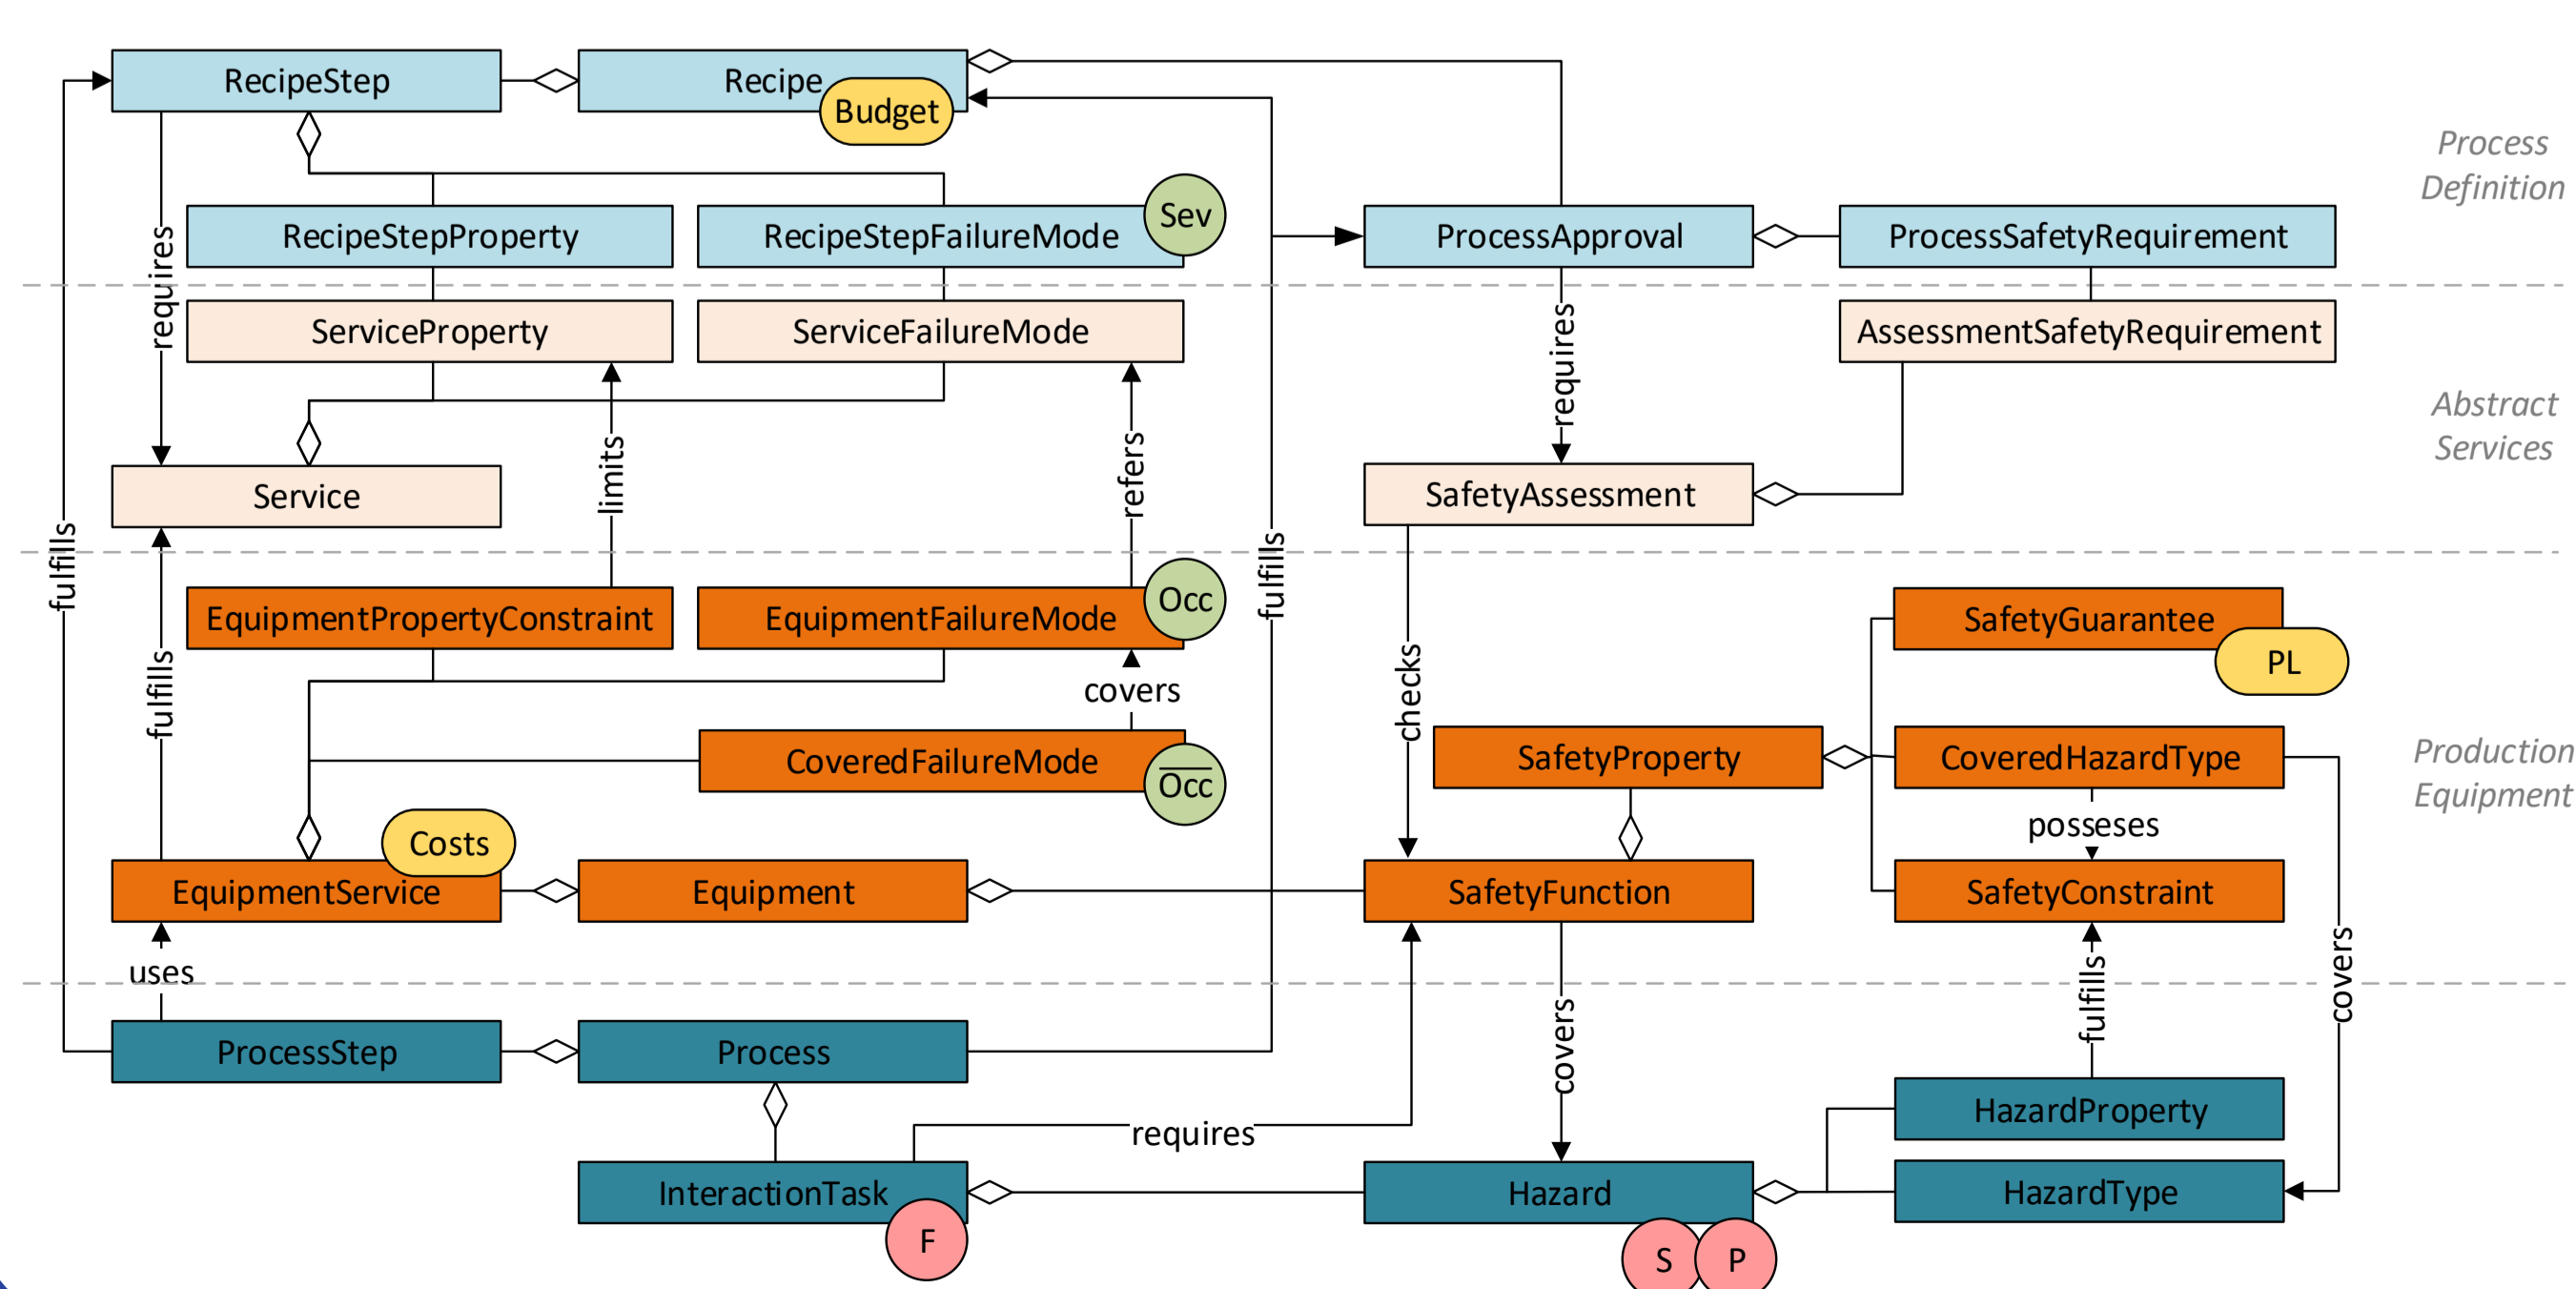 RecipeStep
Recipe
Budget
Process
Definition
requires
RecipeStepProperty
RecipeStepFailureMode
Sev
ProcessApproval
ProcessSafetyRequirement
ServiceProperty
ServiceFailureMode
AssessmentSafetyRequirement
requires
Abstract
Services
limits
refers
Service
SafetyAssessment
fulfills
fulfills
EquipmentPropertyConstraint
EquipmentFailureMode
Occ
SafetyGuarantee
PL
fulfills
covers
checks
SafetyProperty
CoveredHazardType
Production
Equipment
CoveredFailureMode
Occ
posseses
Costs
EquipmentService
Equipment
SafetyFunction
SafetyConstraint
uses
covers
fulfills
covers
ProcessStep
Process
HazardProperty
requires
InteractionTask
F
Hazard
S
P
HazardType